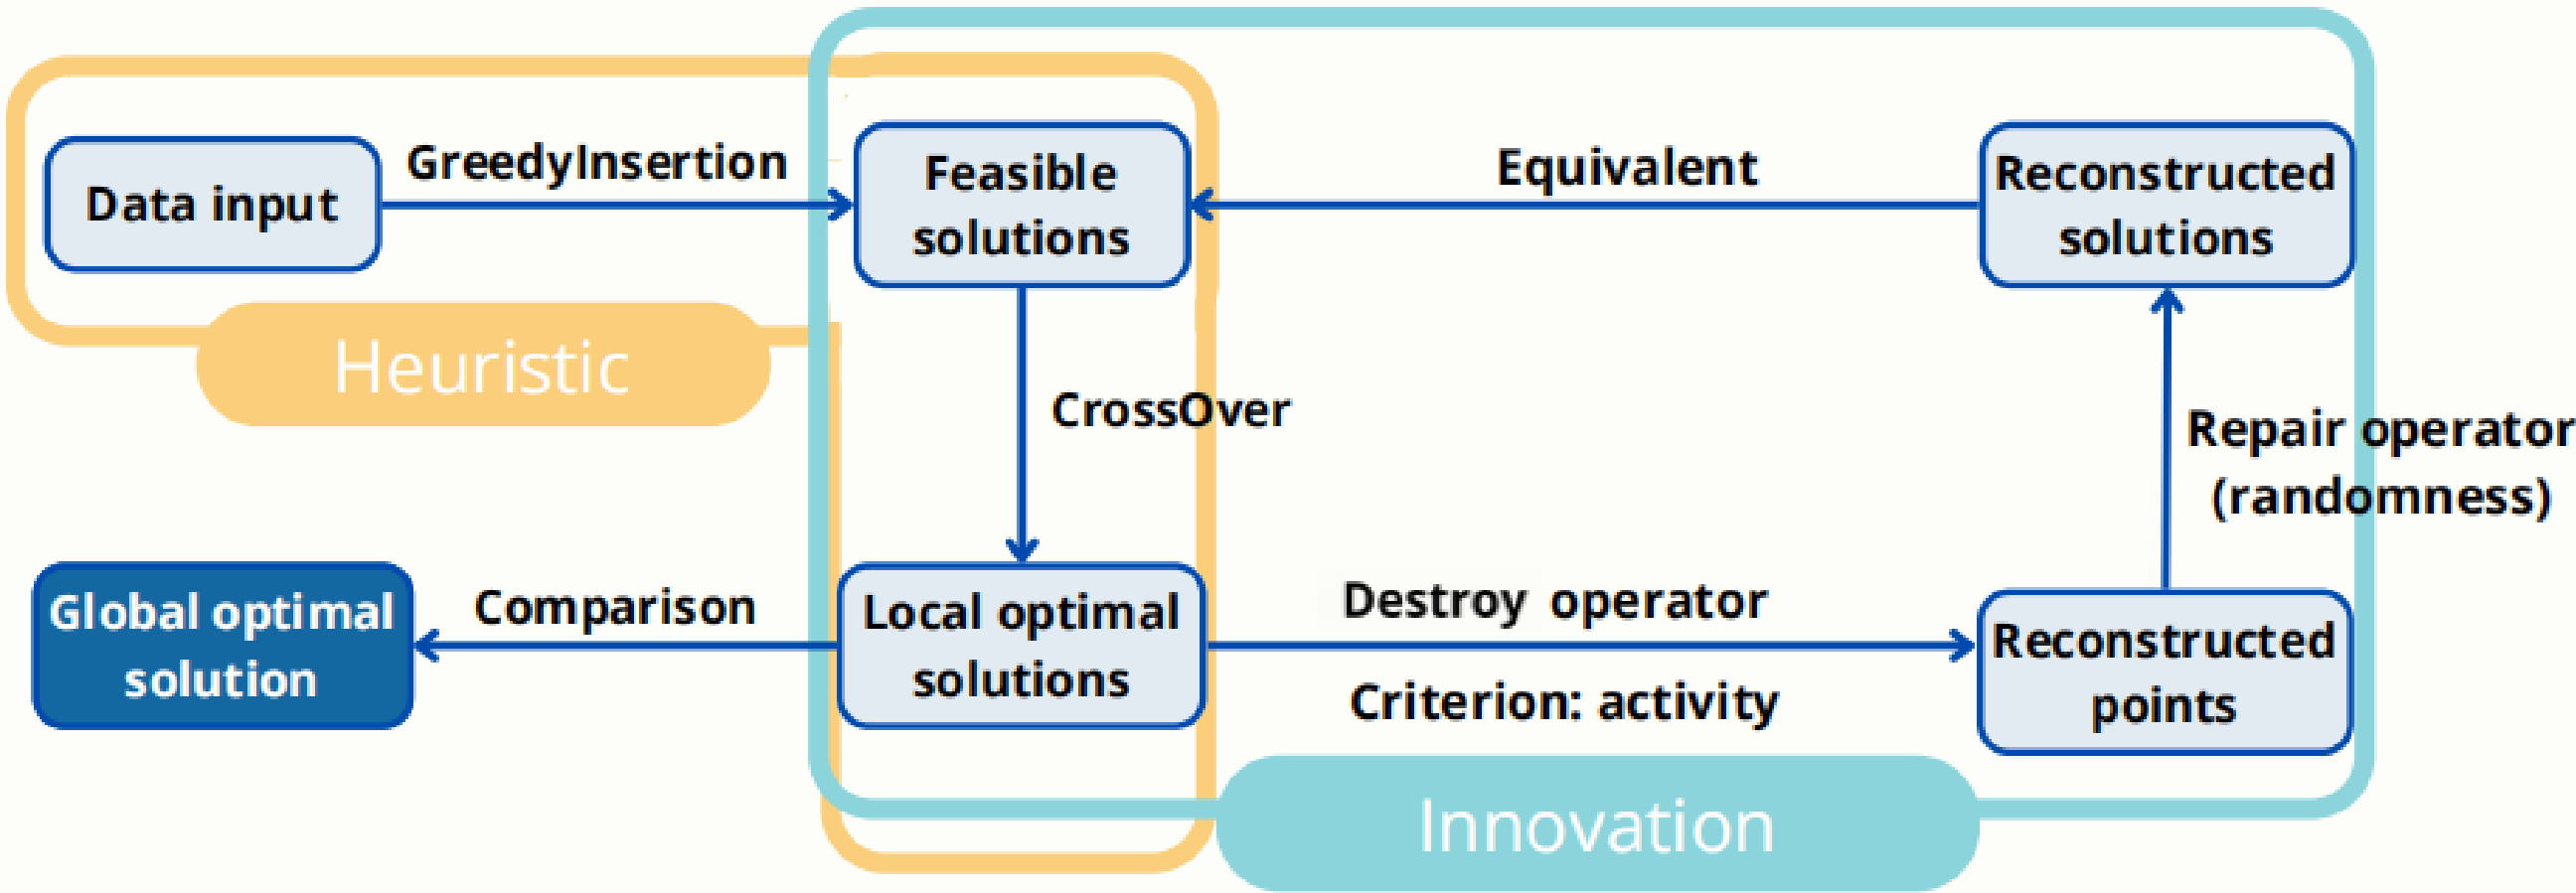 Data input
GreedyInsertion
Feasible
solutions
Equivalent
Reconstructed
solutions
Heuristic
CrossOver
Repair operator
(randomness)
Global optimal
solution
Comparison
Local optimal
solutions
Destroy operator
Criterion: activity
Reconstructed
points
Innovation